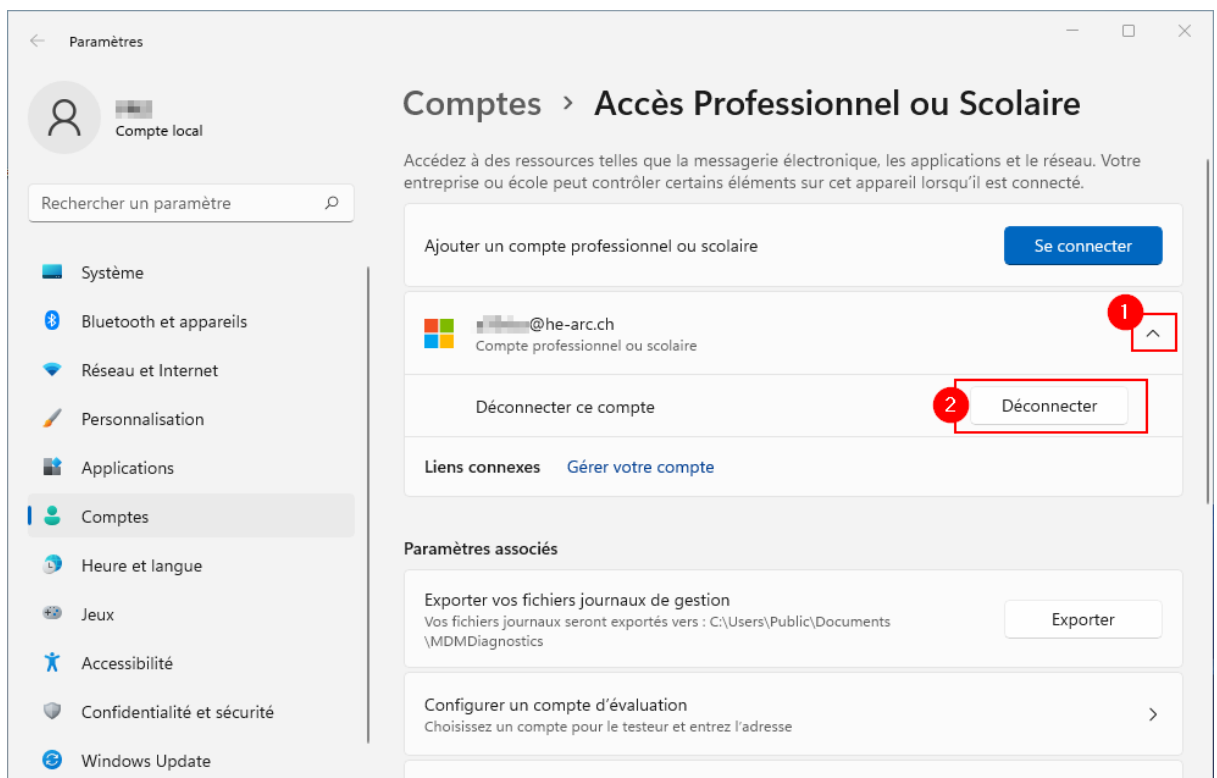 Paramètres
Compte local
Rechercher un paramètre
Système
Bluetooth et appareils
Réseau et Internet
Personnalisation
Applications
Comptes
Heure et langue
Jeux
Accessibilité
Confidentialité et sécurité
Windows Update
Comptes > Accès Professionnel ou Scolaire
Accédez à des ressources telles que la messagerie électronique, les applications et le réseau. Votre
entreprise ou école peut contrôler certains éléments sur cet appareil lorsqu'il est connecté.
Ajouter un compte professionnel ou scolaire
Se connecter
@he-arc.ch
Compte professionnel ou scolaire
1
Déconnecter ce compte
2
Déconnecter
Liens connexes Gérer votre compte
Paramètres associés
Exporter vos fichiers journaux de gestion
Vos fichiers journaux seront exportés vers : C:\Users\Public\Documents
\MDMDiagnostics
Exporter
Configurer un compte d'évaluation
Choisissez un compte pour le testeur et entrez l'adresse